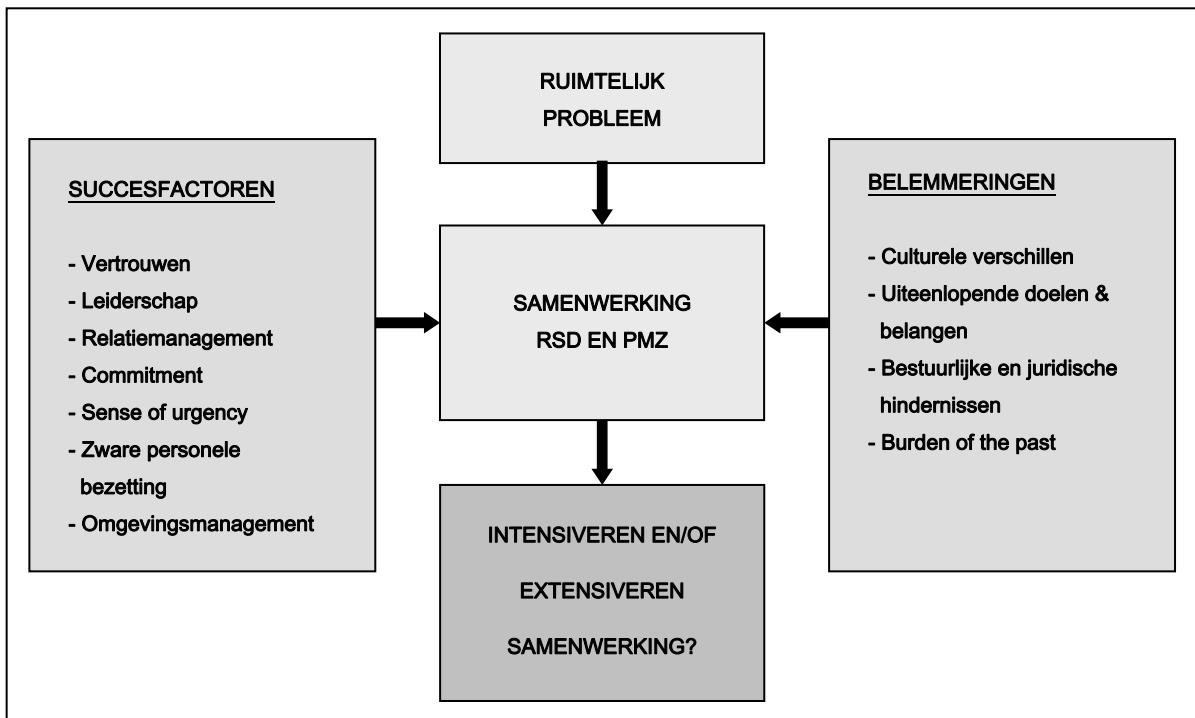 RUIMTELIJK
PROBLEEM
SUCCESFACTOREN
- Vertrouwen
- Leiderschap
- Relatiemanagement
- Commitment
- Sense of urgency
- Zware personele
bezetting
- Omgevingsmanagement
SAMENWERKING
RSD EN PMZ
BELEMMERINGEN
- Culturele verschillen
- Uiteenlopende doelen &
belangen
- Bestuurlijke en juridische
hindernissen
- Burden of the past
INTENSIVEREN EN/OF
EXTENSIVEREN
SAMENWERKING?